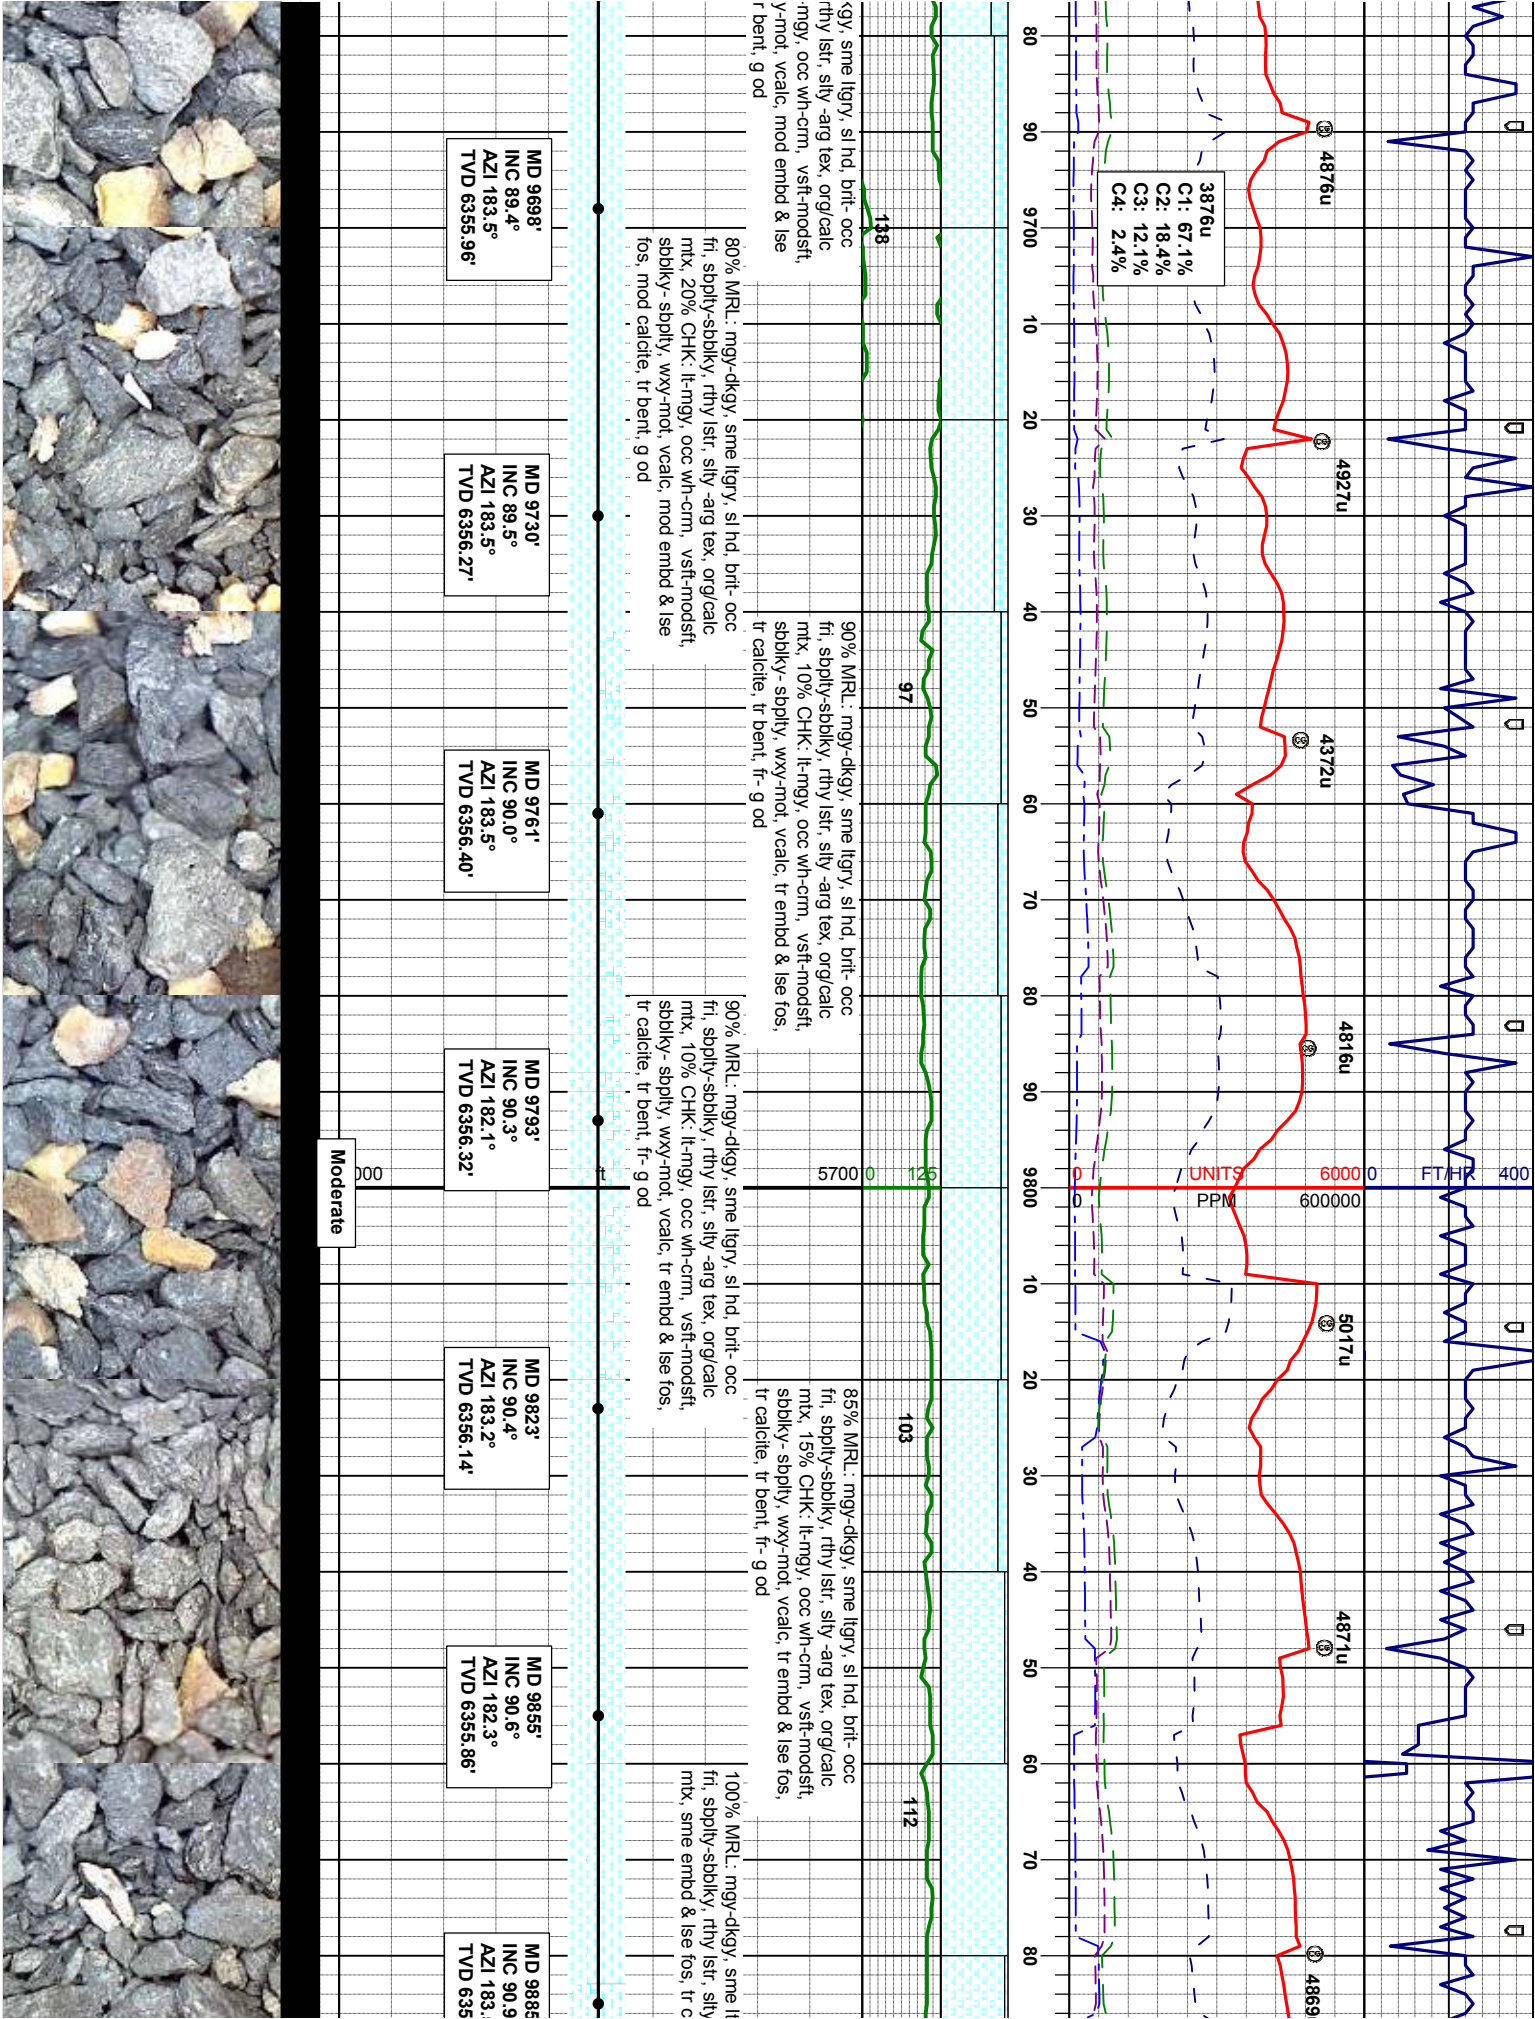 80
90
9700
10
20
30
40
50
60
70
80
90
9800
10
20
30
40
50
60
70
80
4876u
4927u
4372u
4816u
5017u
4871u
4869
3876u
C1: 67.1%
C2: 18.4%
C3: 12.1%
C4: 2.4%
0 UNITS 6000
0 PPM 600000
0 FT/HR 400
138
97
103
112
0 125
000 ft 5700
kgy, sme ltgry, sl hd, brit- occ
rthy lstr, slty -arg tex, org/calc
-mgy, occ wh-crm, vsft-modsft,
y-mot, vcalc, mod embd & lse
r bent, g od
80% MRL: mgy-dkgy, sme ltgry, sl hd, brit- occ
fri, sbplty-sbblky, rthy lstr, slty -arg tex, org/calc
mtx, 20% CHK: lt-mgy, occ wh-crm, vsft-modsft,
sbblky- sbplty, wxy-mot, vcalc, mod embd & lse
fos, mod calcite, tr bent, g od
90% MRL: mgy-dkgy, sme ltgry, sl hd, brit- occ
fri, sbplty-sbblky, rthy lstr, slty -arg tex, org/calc
mtx, 10% CHK: lt-mgy, occ wh-crm, vsft-modsft,
sbblky- sbplty, wxy-mot, vcalc, tr embd & lse fos,
tr calcite, tr bent, fr- g od
90% MRL: mgy-dkgy, sme ltgry, sl hd, brit- occ
fri, sbplty-sbblky, rthy lstr, slty -arg tex, org/calc
mtx, 10% CHK: lt-mgy, occ wh-crm, vsft-modsft,
sbblky- sbplty, wxy-mot, vcalc, tr embd & lse fos,
tr calcite, tr bent, fr- g od
85% MRL: mgy-dkgy, sme ltgry, sl hd, brit- occ
fri, sbplty-sbblky, rthy lstr, slty -arg tex, org/calc
mtx, 15% CHK: lt-mgy, occ wh-crm, vsft-modsft,
sbblky- sbplty, wxy-mot, vcalc, tr embd & lse fos,
tr calcite, tr bent, fr- g od
100% MRL: mgy-dkgy, sme lt
fri, sbplty-sbblky, rthy lstr, slty
mtx, sme embd & lse fos, tr c
MD 9698'
INC 89.4°
AZI 183.5°
TVD 6355.96'
MD 9730'
INC 89.5°
AZI 183.5°
TVD 6356.27'
MD 9761'
INC 90.0°
AZI 183.5°
TVD 6356.40'
MD 9793'
INC 90.3°
AZI 182.1°
TVD 6356.32'
MD 9823'
INC 90.4°
AZI 183.2°
TVD 6356.14'
MD 9855'
INC 90.6°
AZI 182.3°
TVD 6355.86'
MD 9885
INC 90.9
AZI 183.
TVD 635
Moderate